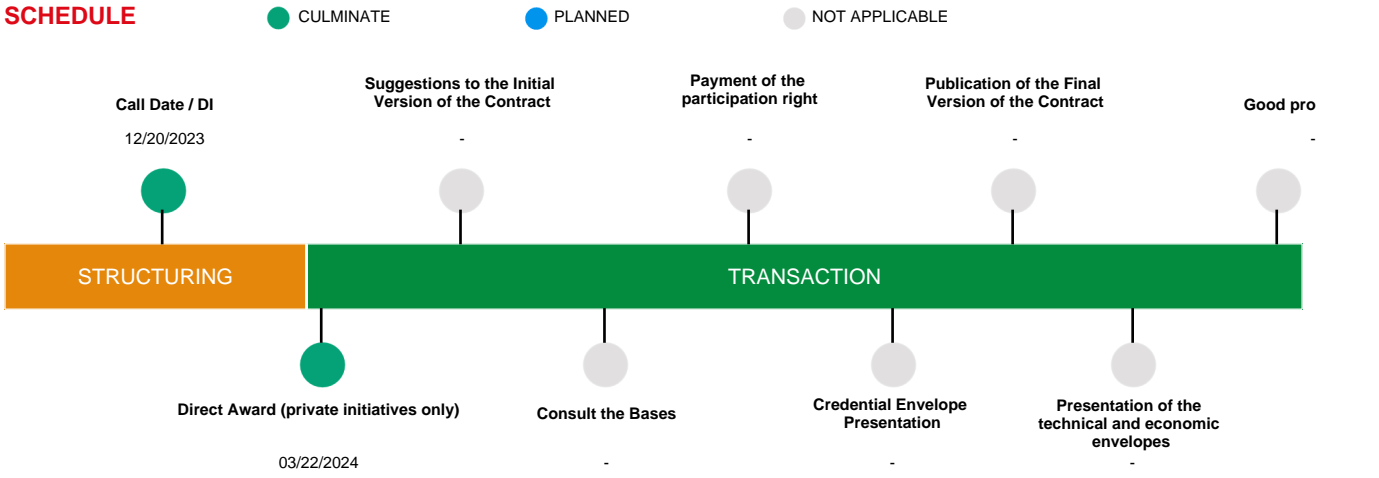 SCHEDULE
CULMINATE
PLANNED
NOT APPLICABLE
Call Date / DI
12/20/2023
Suggestions to the Initial
Version of the Contract
-
Payment of the
participation right
-
Publication of the Final
Version of the Contract
-
Good pro
-
STRUCTURING
TRANSACTION
Direct Award (private initiatives only)
03/22/2024
Consult the Bases
-
Credential Envelope
Presentation
-
Presentation of the
technical and economic
envelopes
-